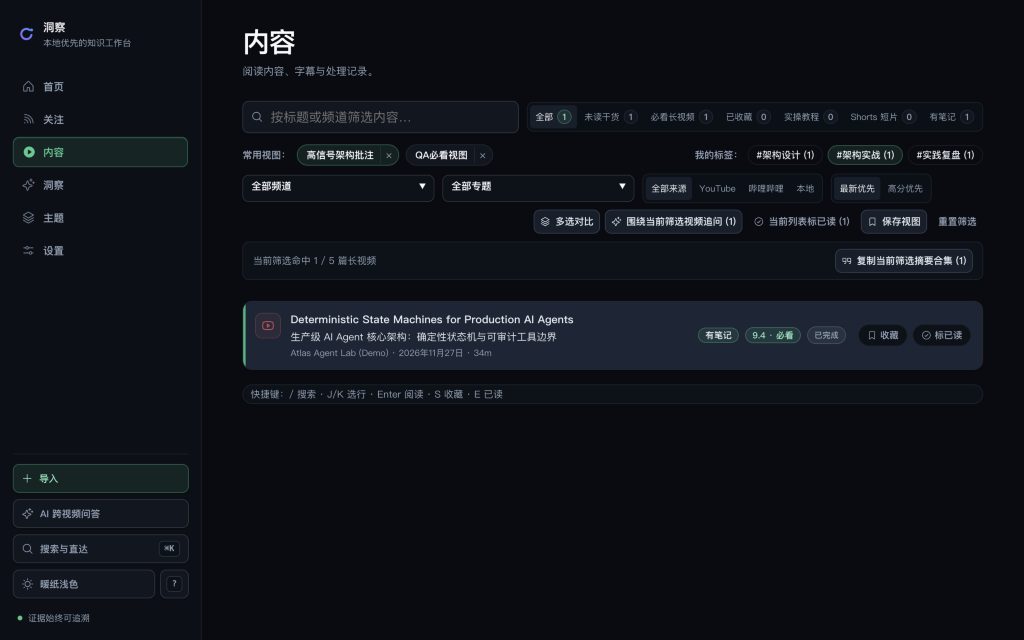 洞察
本地优先的知识工作台
首页
关注
内容
洞察
主题
设置
导入
AI 跨视频问答
搜索与直达 ⌘K
暖纸浅色 ?
证据始终可追溯
内容
阅读内容、字幕与处理记录。
按标题或频道筛选内容…
全部 1 未读干货 1 必看长视频 1 已收藏 0 实操教程 0 Shorts 短片 0 有笔记 1
常用视图： 高信号架构批注 × QA必看视图 × 我的标签： #架构设计 (1) #架构实战 (1) #实践复盘 (1)
全部频道 ▼ 全部专题 ▼ 全部来源 YouTube 哔哩哔哩 本地 最新优先 高分优先
多选对比 围绕当前筛选视频追问 (1) 当前列表标已读 (1) 保存视图 重置筛选
当前筛选命中 1 / 5 篇长视频 复制当前筛选摘要合集 (1)
Deterministic State Machines for Production AI Agents
生产级 AI Agent 核心架构：确定性状态机与可审计工具边界
Atlas Agent Lab (Demo) · 2026年11月27日 · 34m
有笔记 9.4 · 必看 已完成 收藏 标已读
快捷键：/ 搜索 · J/K 选行 · Enter 阅读 · S 收藏 · E 已读